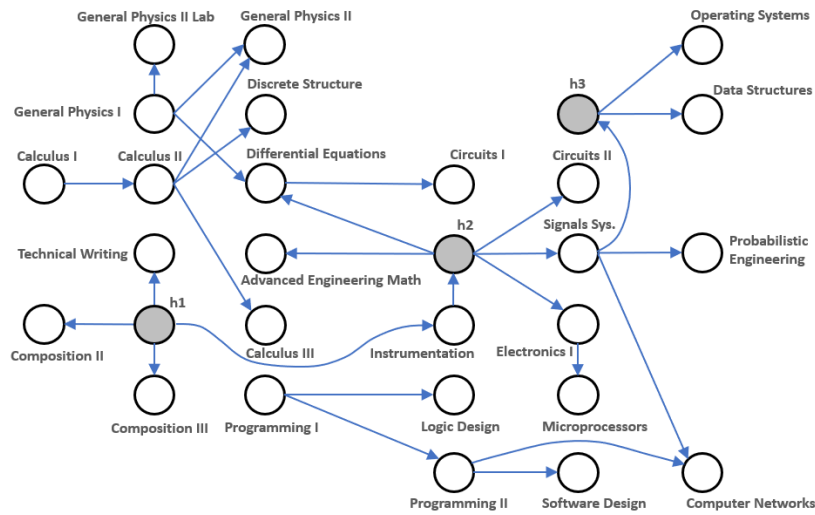 General Physics II Lab
General Physics II
Operating Systems
h3
Discrete Structure
Data Structures
General Physics I
Calculus I
Calculus II
Differential Equations
Circuits I
Circuits II
h2
Signals Sys.
Technical Writing
Probabilistic
Engineering
Advanced Engineering Math
h1
Composition II
Calculus III
Instrumentation
Electronics I
Composition III
Programming I
Logic Design
Microprocessors
Programming II
Software Design
Computer Networks